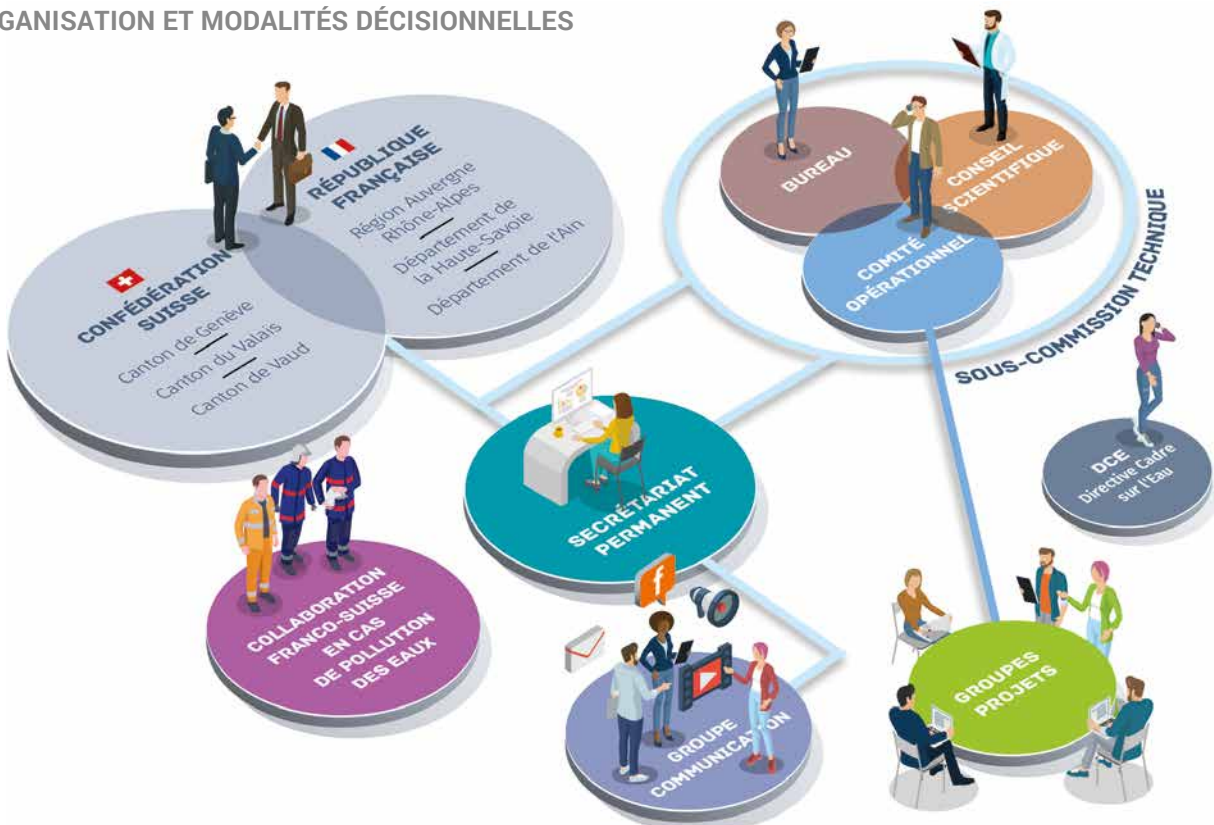 GANISATION ET MODALITÉS DÉCISIONNELLES
RÉPUBLIQUE
FRANÇAISE
Région Auvergne
Rhône-Alpes
Département de
la Haute-Savoie
Département de l'Ain
CONFÉDÉRATION
SUISSE
Canton de Genève
Canton du Valais
Canton de Vaud
BUREAU
CONSEIL
SCIENTIFIQUE
COMITÉ
OPÉRATIONNEL
SOUS-COMMISSION TECHNIQUE
DCE
Directive Cadre
sur l'Eau
SECRÉTARIAT
PERMANENT
COLLABORATION
FRANCO-SUISSE
EN CAS
DE POLLUTION
DES EAUX
f
GROUPE
COMMUNICATION
GROUPES
PROJETS